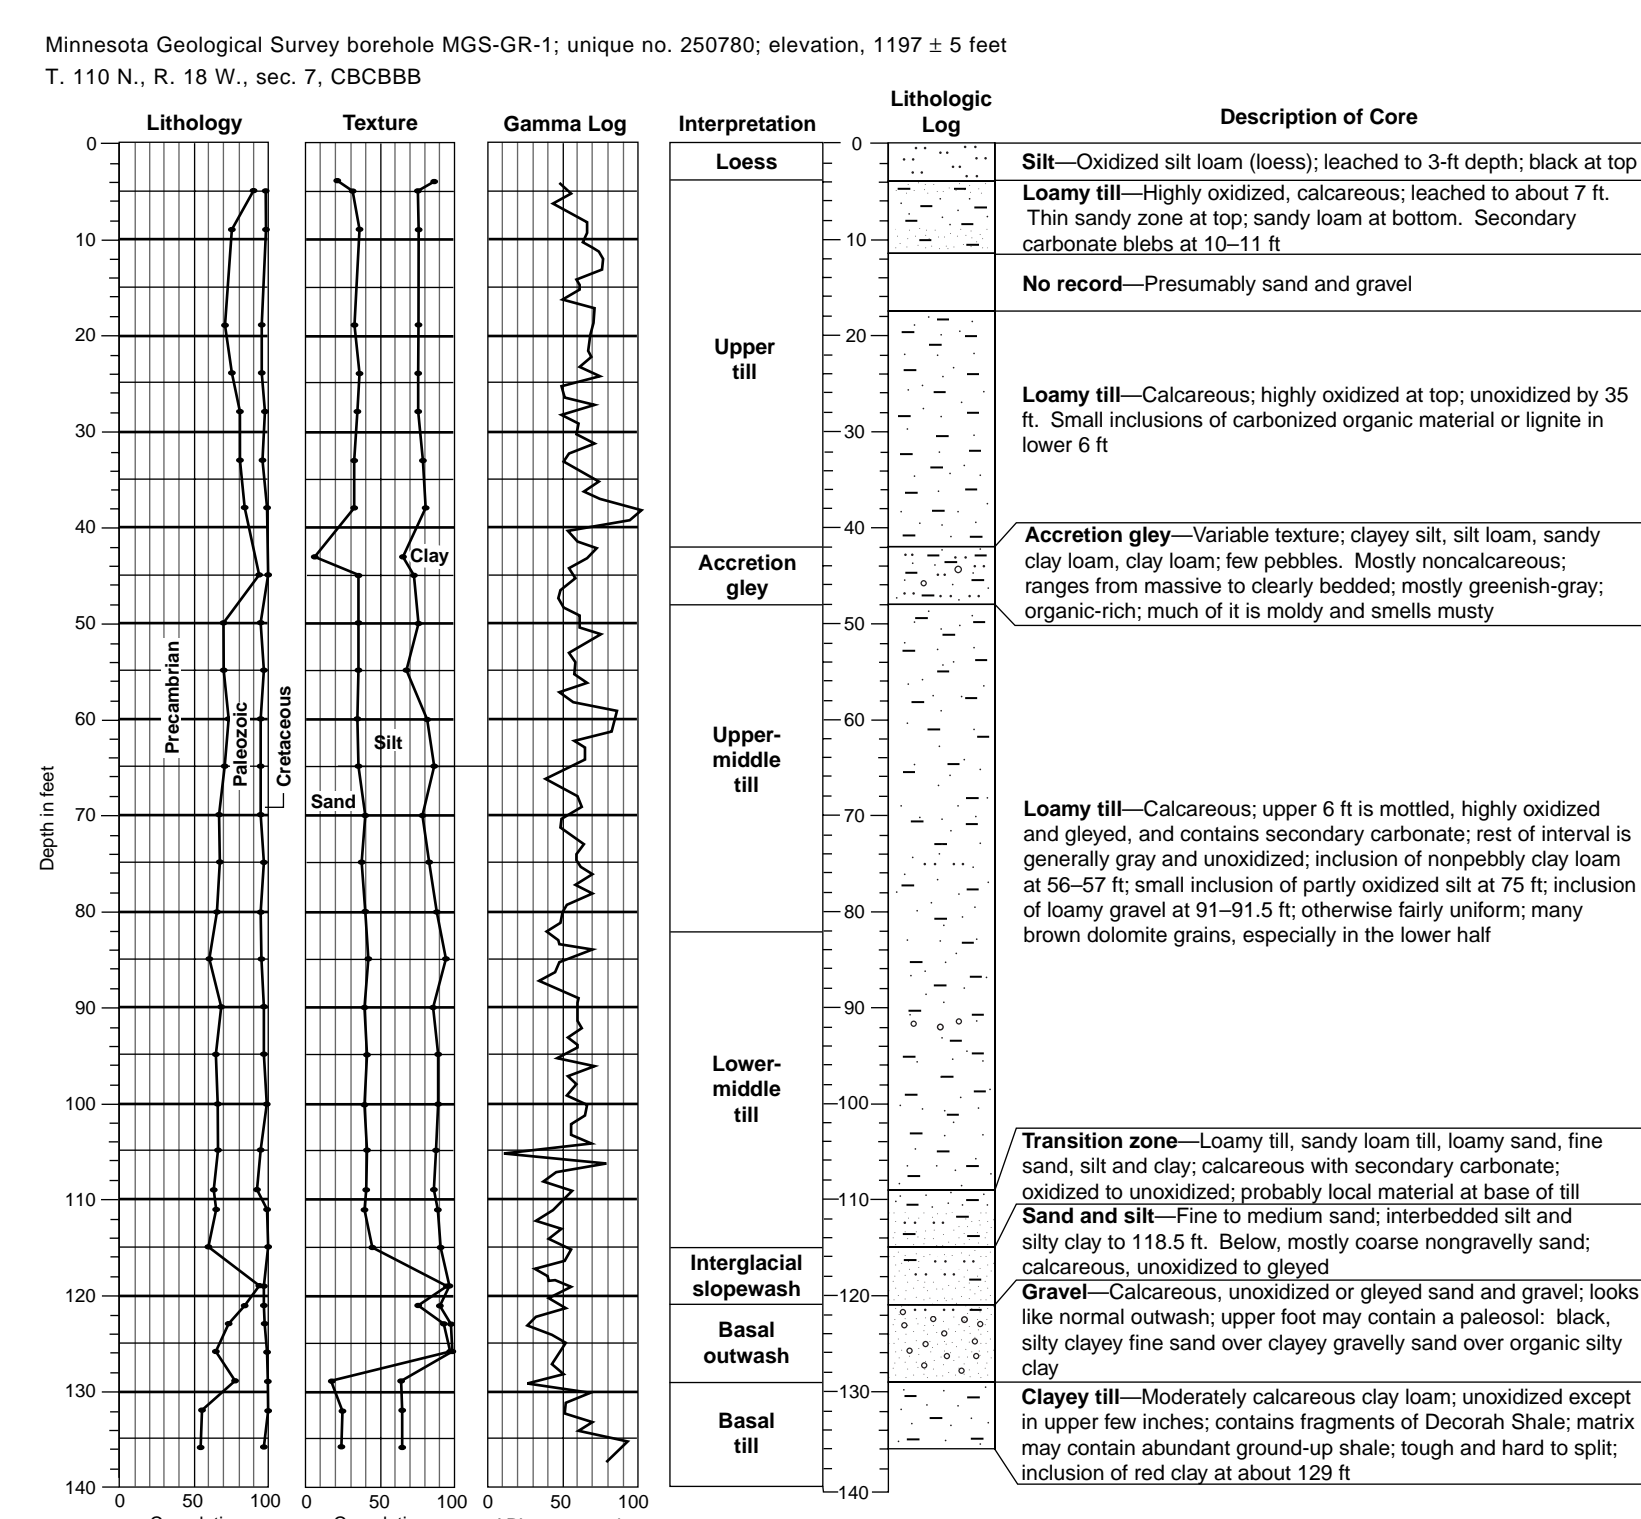 Minnesota Geological Survey borehole MGS-GR-1; unique no. 250780; elevation, 1197 ± 5 feet
T. 110 N., R. 18 W., sec. 7, CBCBBB
Lithology
Texture
Gamma Log
Interpretation
Lithologic
Log
Description of Core
Depth in feet
0
10
20
30
40
50
60
70
80
90
100
110
120
130
140
Precambrian
Paleozoic
Cretaceous
0 50 100
Clay
Silt
Sand
0 50 100
0 50 100
Loess
Upper
till
Accretion
gley
Upper-
middle
till
Lower-
middle
till
Interglacial
slopewash
Basal
outwash
Basal
till
0
10
20
30
40
50
60
70
80
90
100
110
120
130
140
Silt—Oxidized silt loam (loess); leached to 3-ft depth; black at top
Loamy till—Highly oxidized, calcareous; leached to about 7 ft.
Thin sandy zone at top; sandy loam at bottom. Secondary
carbonate blebs at 10–11 ft
No record—Presumably sand and gravel
Loamy till—Calcareous; highly oxidized at top; unoxidized by 35
ft. Small inclusions of carbonized organic material or lignite in
lower 6 ft
Accretion gley—Variable texture; clayey silt, silt loam, sandy
clay loam, clay loam; few pebbles. Mostly noncalcareous;
ranges from massive to clearly bedded; mostly greenish-gray;
organic-rich; much of it is moldy and smells musty
Loamy till—Calcareous; upper 6 ft is mottled, highly oxidized
and gleyed, and contains secondary carbonate; rest of interval is
generally gray and unoxidized; inclusion of nonpebbly clay loam
at 56–57 ft; small inclusion of partly oxidized silt at 75 ft; inclusion
of loamy gravel at 91–91.5 ft; otherwise fairly uniform; many
brown dolomite grains, especially in the lower half
Transition zone—Loamy till, sandy loam till, loamy sand, fine
sand, silt and clay; calcareous with secondary carbonate;
oxidized to unoxidized; probably local material at base of till
Sand and silt—Fine to medium sand; interbedded silt and
silty clay to 118.5 ft. Below, mostly coarse nongravelly sand;
calcareous, unoxidized to gleyed
Gravel—Calcareous, unoxidized or gleyed sand and gravel; looks
like normal outwash; upper foot may contain a paleosol: black,
silty clayey fine sand over clayey gravelly sand over organic silty
clay
Clayey till—Moderately calcareous clay loam; unoxidized except
in upper few inches; contains fragments of Decorah Shale; matrix
may contain abundant ground-up shale; tough and hard to split;
inclusion of red clay at about 129 ft